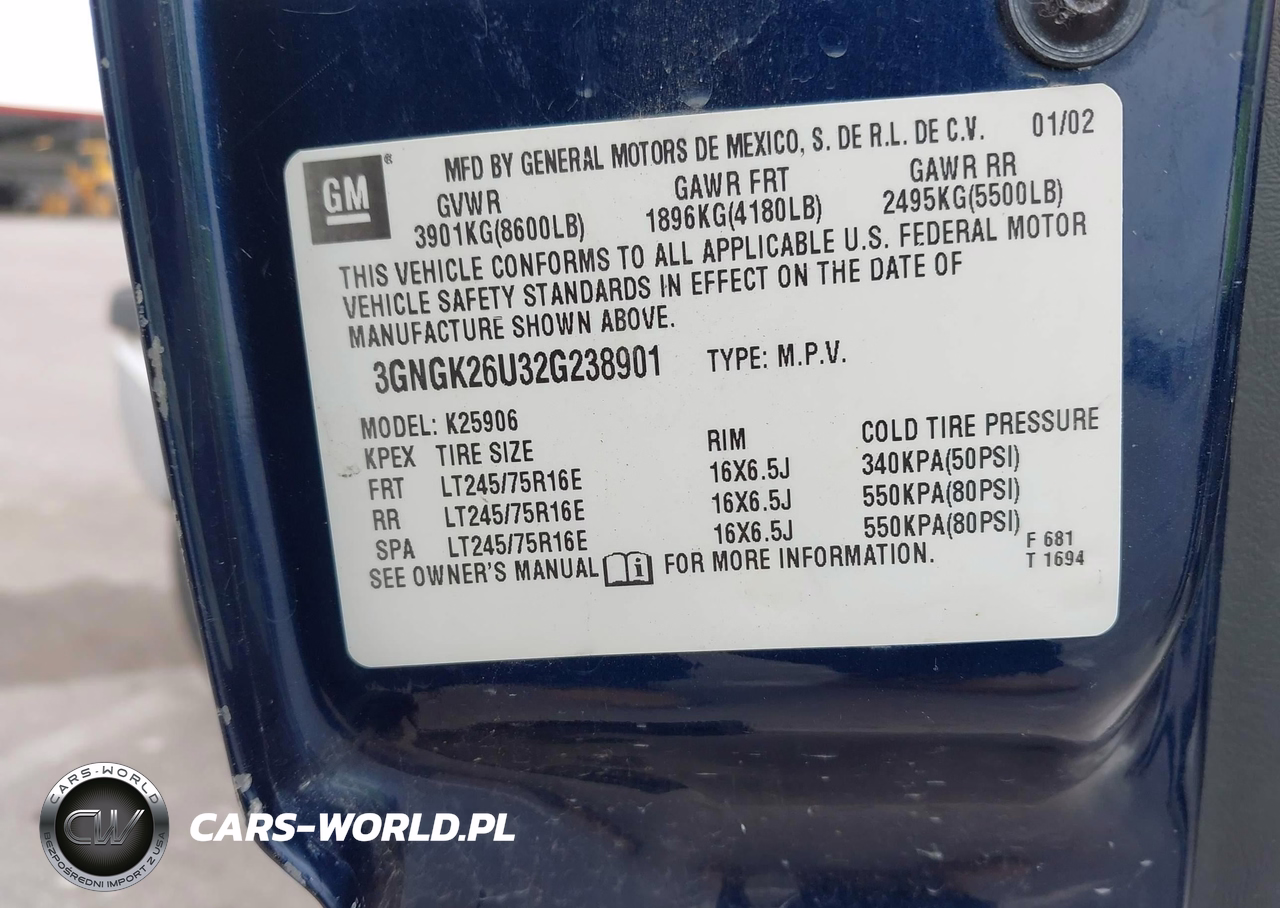 MFD BY GENERAL MOTORS DE MEXICO, S. DE R.L. DE C.V. 01/02
GM ®
GVWR GAWR FRT GAWR RR
3901KG(8600LB) 1896KG(4180LB) 2495KG(5500LB)
THIS VEHICLE CONFORMS TO ALL APPLICABLE U.S. FEDERAL MOTOR
VEHICLE SAFETY STANDARDS IN EFFECT ON THE DATE OF
MANUFACTURE SHOWN ABOVE.
3GNGK26U32G238901 TYPE: M.P.V.
MODEL: K25906
KPEX TIRE SIZE RIM COLD TIRE PRESSURE
FRT LT245/75R16E 16X6.5J 340KPA(50PSI)
RR LT245/75R16E 16X6.5J 550KPA(80PSI)
SPA LT245/75R16E 16X6.5J 550KPA(80PSI)
SEE OWNER'S MANUAL FOR MORE INFORMATION.
F 681
T 1694
CARS-WORLD
CW
BEZPOŚREDNI IMPORT Z USA
CARS-WORLD.PL